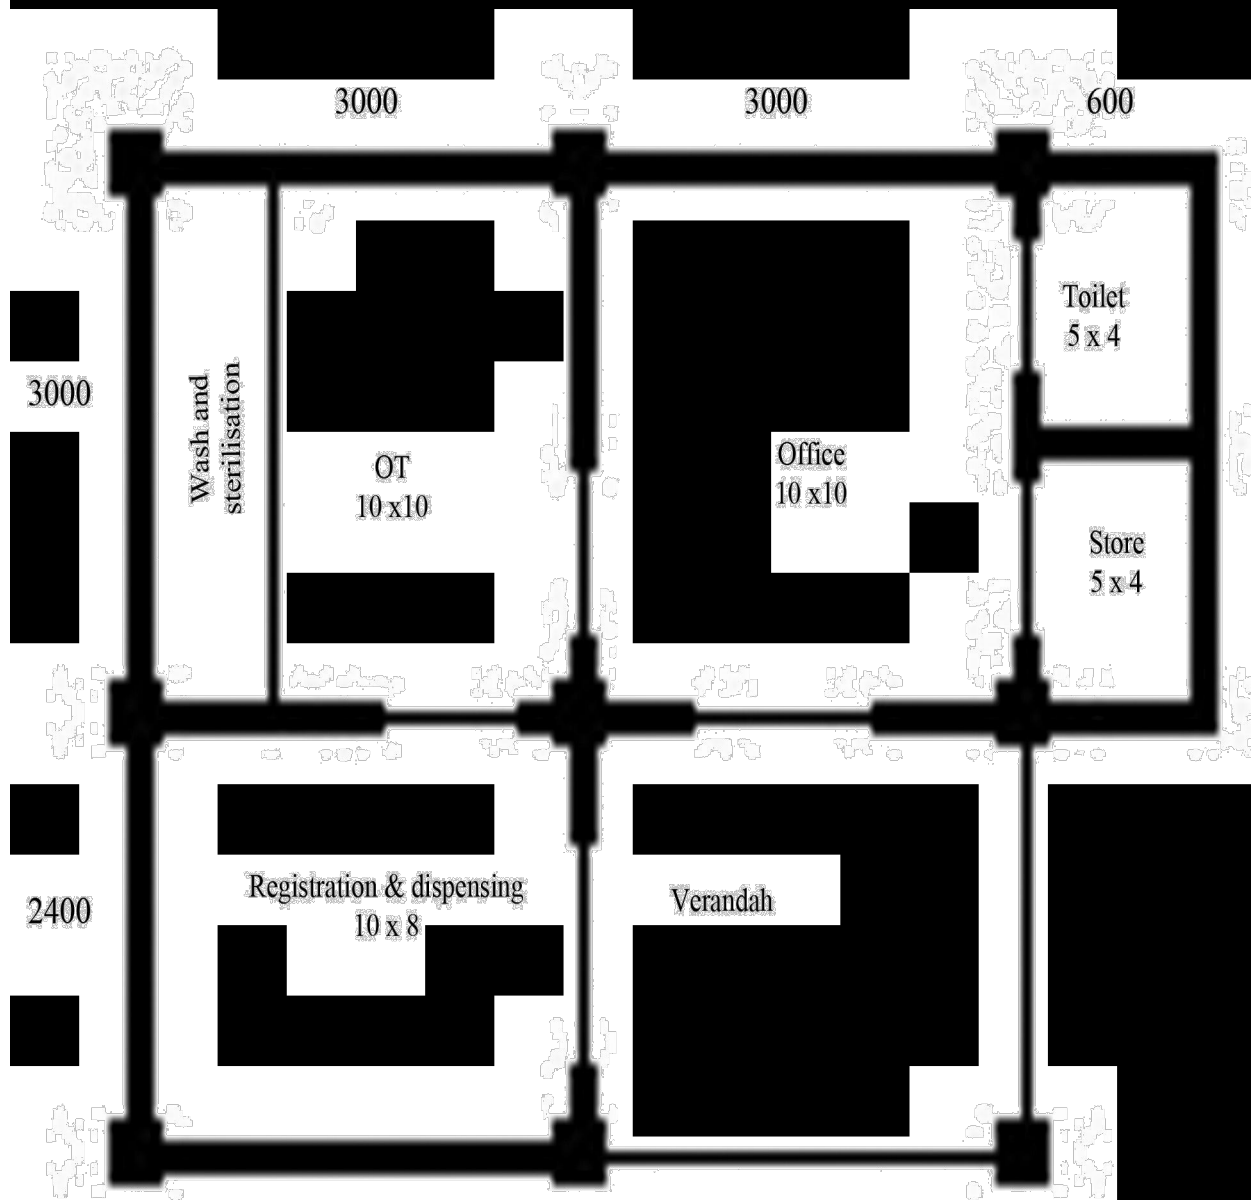 3000
3000
600
Toilet
5 x 4
3000
Wash and
sterilisation
OT
10 x10
Office
10 x10
Store
5 x 4
Registration & dispensing
10 x 8
Verandah
2400